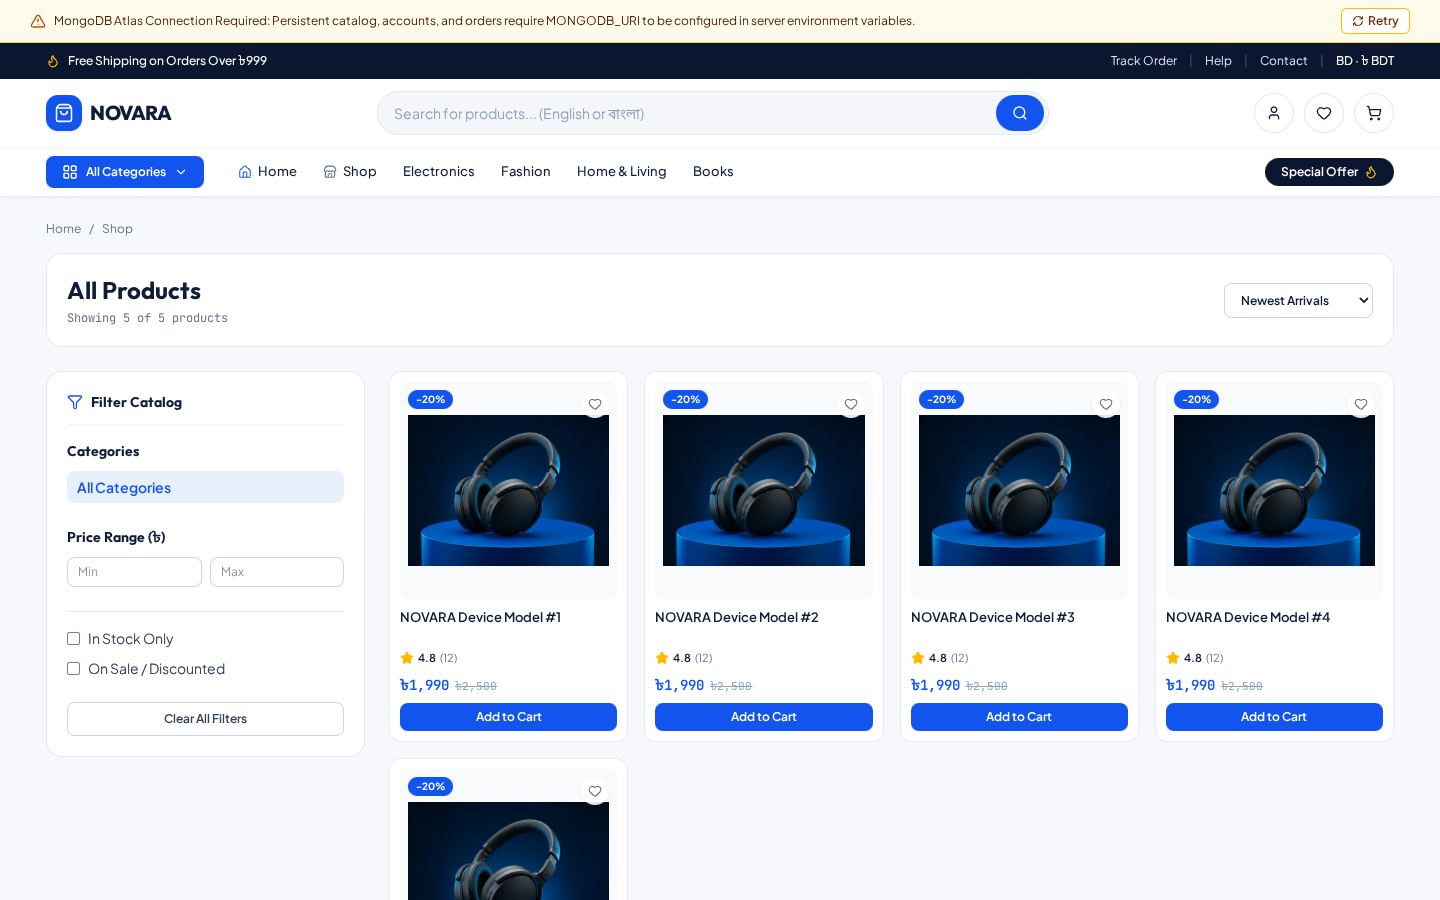 MongoDB Atlas Connection Required: Persistent catalog, accounts, and orders require MONGODB_URI to be configured in server environment variables.
Retry
Free Shipping on Orders Over ৳999
Track Order | Help | Contact | BD · ৳ BDT
NOVARA
Search for products... (English or বাংলা)
All Categories
Home
Shop
Electronics
Fashion
Home & Living
Books
Special Offer
Home / Shop
All Products
Showing 5 of 5 products
Newest Arrivals
Filter Catalog
Categories
All Categories
Price Range (৳)
Min
Max
In Stock Only
On Sale / Discounted
Clear All Filters
-20%
NOVARA Device Model #1
4.8 (12)
৳1,990 ৳2,500
Add to Cart
-20%
NOVARA Device Model #2
4.8 (12)
৳1,990 ৳2,500
Add to Cart
-20%
NOVARA Device Model #3
4.8 (12)
৳1,990 ৳2,500
Add to Cart
-20%
NOVARA Device Model #4
4.8 (12)
৳1,990 ৳2,500
Add to Cart
-20%